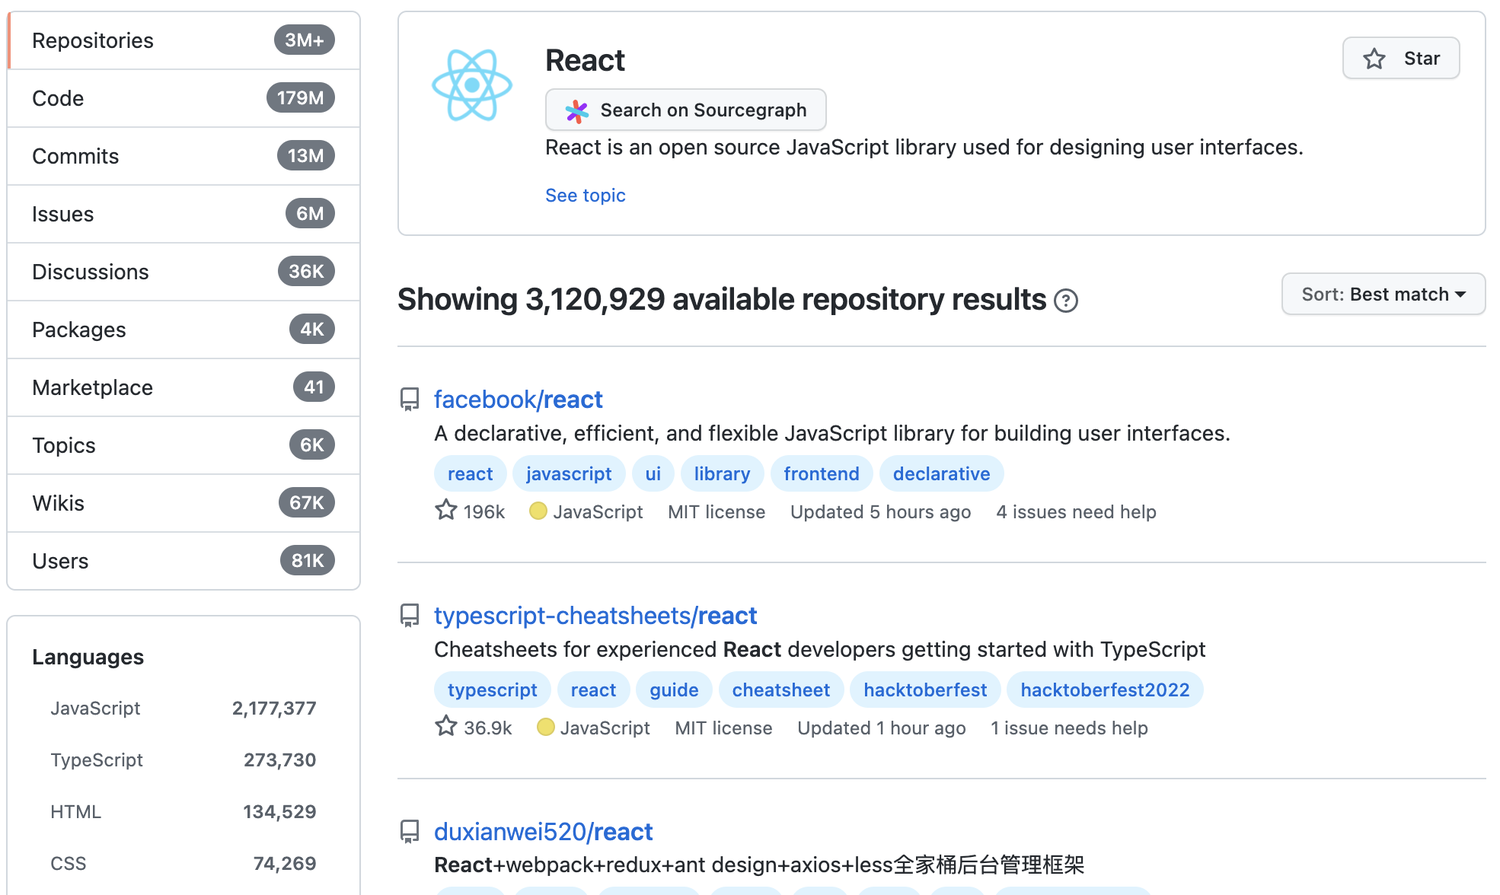 Repositories 3M+
Code 179M
Commits 13M
Issues 6M
Discussions 36K
Packages 4K
Marketplace 41
Topics 6K
Wikis 67K
Users 81K
Languages
JavaScript 2,177,377
TypeScript 273,730
HTML 134,529
CSS 74,269
React
Star
Search on Sourcegraph
React is an open source JavaScript library used for designing user interfaces.
See topic
Showing 3,120,929 available repository results ?
Sort: Best match
facebook/react
A declarative, efficient, and flexible JavaScript library for building user interfaces.
react javascript ui library frontend declarative
196k JavaScript MIT license Updated 5 hours ago 4 issues need help
typescript-cheatsheets/react
Cheatsheets for experienced React developers getting started with TypeScript
typescript react guide cheatsheet hacktoberfest hacktoberfest2022
36.9k JavaScript MIT license Updated 1 hour ago 1 issue needs help
duxianwei520/react
React+webpack+redux+ant design+axios+less全家桶后台管理框架